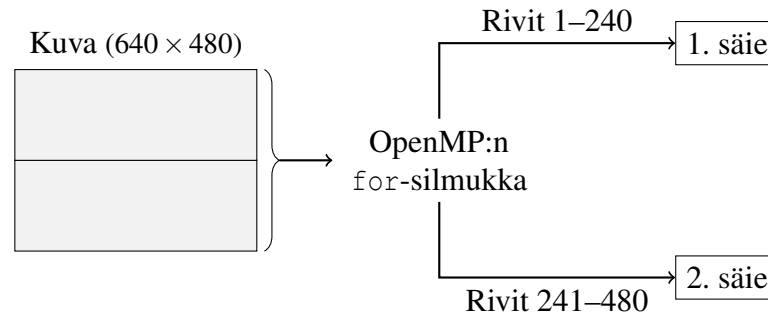 Kuva (640 × 480)
Rivit 1–240
1. säie
OpenMP:n
for-silmukka
Rivit 241–480
2. säie